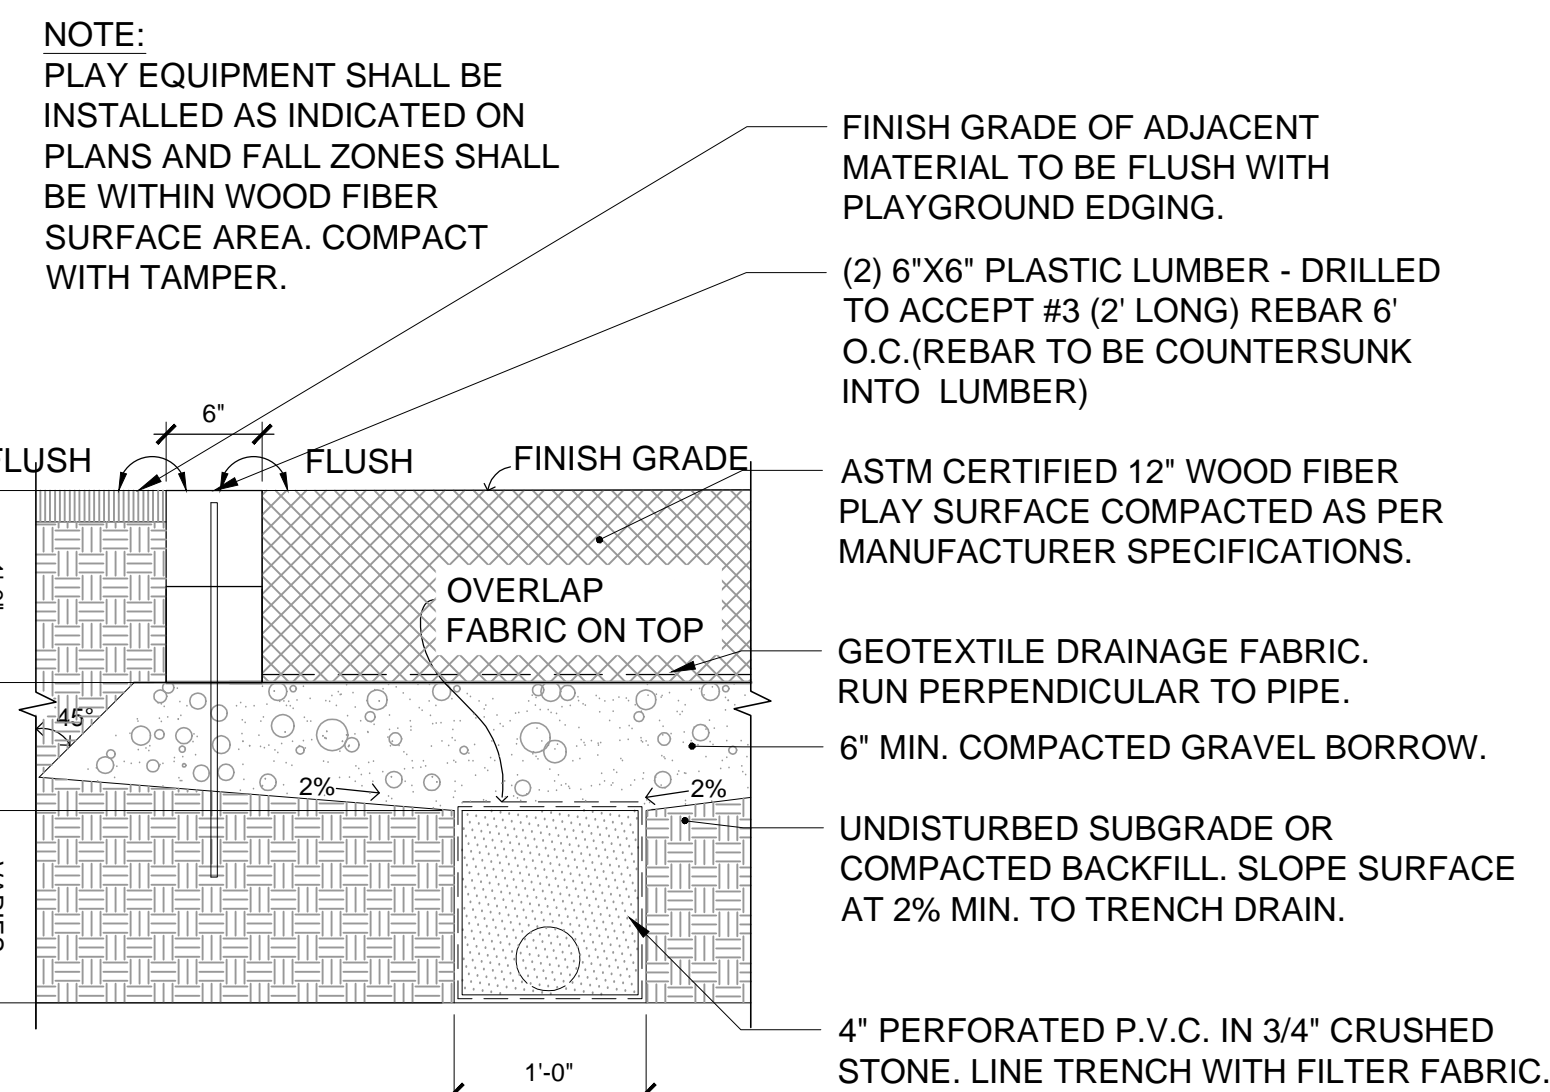 NOTE:
PLAY EQUIPMENT SHALL BE
INSTALLED AS INDICATED ON
PLANS AND FALL ZONES SHALL
BE WITHIN WOOD FIBER
SURFACE AREA. COMPACT
WITH TAMPER.
FINISH GRADE OF ADJACENT
MATERIAL TO BE FLUSH WITH
PLAYGROUND EDGING.
(2) 6"X6" PLASTIC LUMBER - DRILLED
TO ACCEPT #3 (2' LONG) REBAR 6'
O.C.(REBAR TO BE COUNTERSUNK
INTO LUMBER)
6"
FLUSH
FLUSH
FINISH GRADE
ASTM CERTIFIED 12" WOOD FIBER
PLAY SURFACE COMPACTED AS PER
MANUFACTURER SPECIFICATIONS.
OVERLAP
FABRIC ON TOP
GEOTEXTILE DRAINAGE FABRIC.
RUN PERPENDICULAR TO PIPE.
45°
6" MIN. COMPACTED GRAVEL BORROW.
2%
2%
UNDISTURBED SUBGRADE OR
COMPACTED BACKFILL. SLOPE SURFACE
AT 2% MIN. TO TRENCH DRAIN.
4" PERFORATED P.V.C. IN 3/4" CRUSHED
STONE. LINE TRENCH WITH FILTER FABRIC.
1'-0"